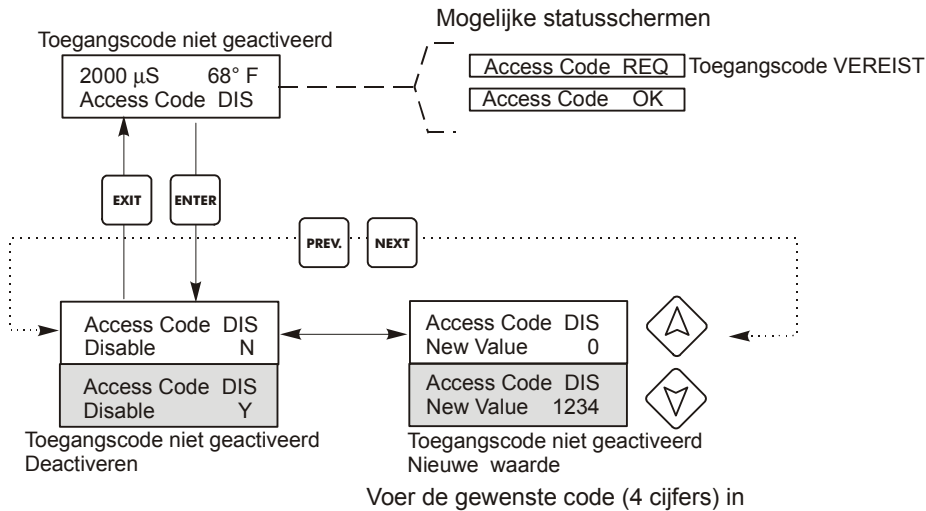 Mogelijke statusschermen
Toegangscode niet geactiveerd
2000 µS 68° F
Access Code DIS
Access Code REQ Toegangscode VEREIST
Access Code OK
EXIT ENTER
PREV. NEXT
Access Code DIS
Disable N
Access Code DIS
Disable Y
Toegangscode niet geactiveerd
Deactiveren
Access Code DIS
New Value 0
Access Code DIS
New Value 1234
Toegangscode niet geactiveerd
Nieuwe waarde
Voer de gewenste code (4 cijfers) in